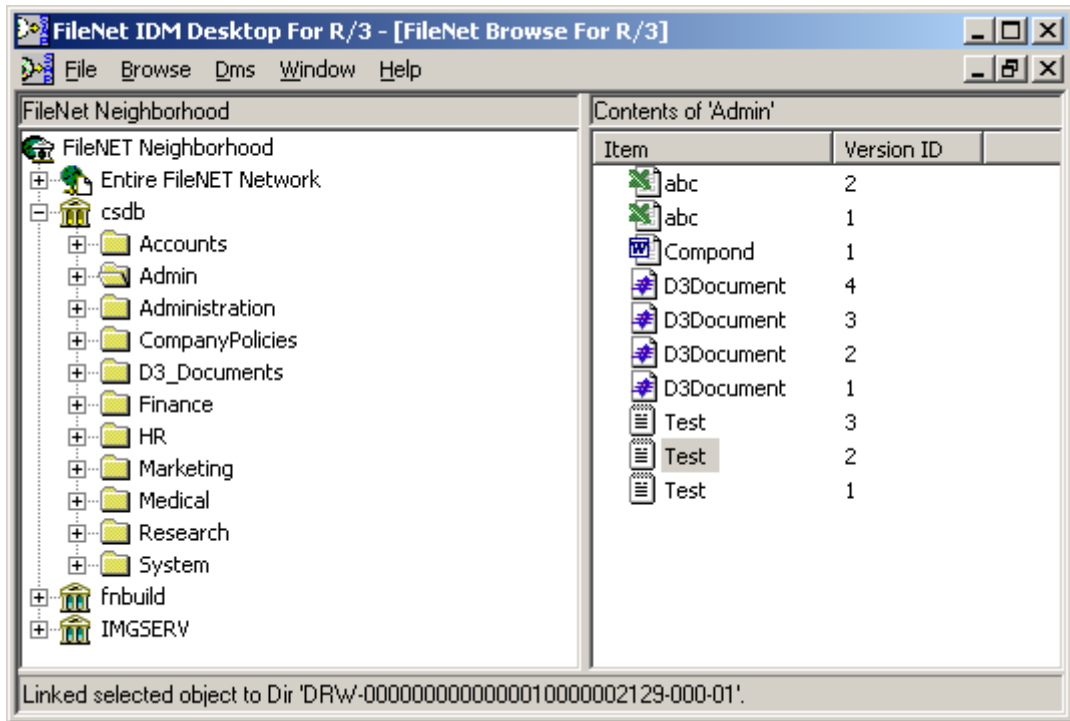 FileNet IDM Desktop For R/3 - [FileNet Browse For R/3]
File Browse Dms Window Help
FileNet Neighborhood
FileNET Neighborhood
Entire FileNET Network
csdb
Accounts
Admin
Administration
CompanyPolicies
D3_Documents
Finance
HR
Marketing
Medical
Research
System
fnbuild
IMGSERV
Contents of 'Admin'
Item Version ID
abc 2
abc 1
Compond 1
D3Document 4
D3Document 3
D3Document 2
D3Document 1
Test 3
Test 2
Test 1
Linked selected object to Dir 'DRW-0000000000000010000002129-000-01'.